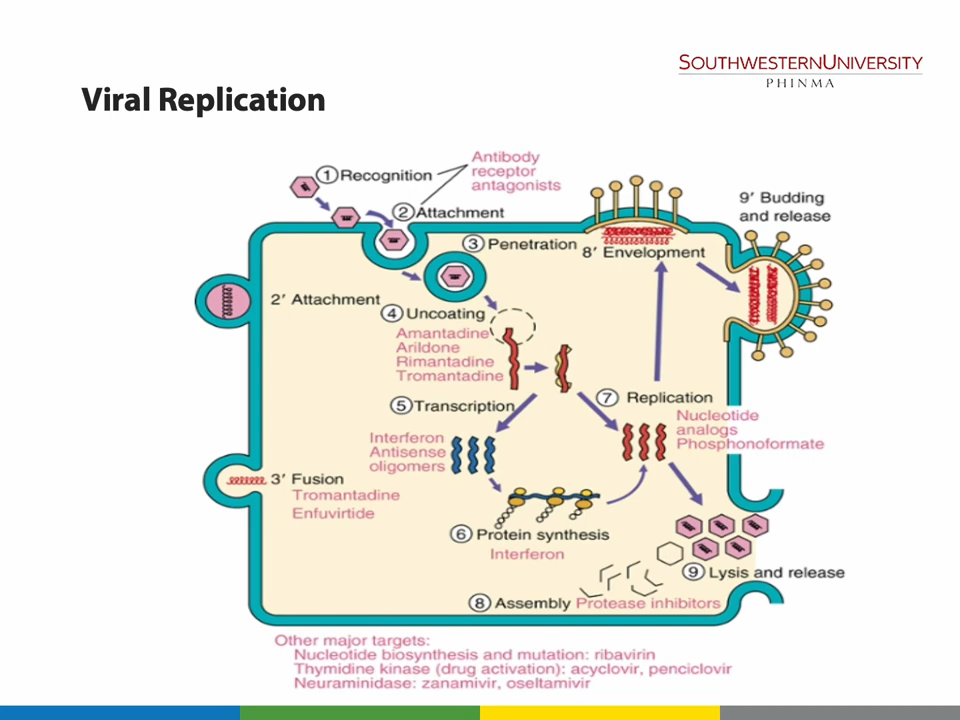 SOUTHWESTERNUNIVERSITY
PHINMA
Viral Replication
1 Recognition
Antibody
receptor
antagonists
2 Attachment
3 Penetration
8′ Envelopment
9′ Budding
and release
2′ Attachment
4 Uncoating
Amantadine
Arildone
Rimantadine
Tromantadine
5 Transcription
7 Replication
Nucleotide
analogs
Phosphonoformate
Interferon
Antisense
oligomers
3′ Fusion
Tromantadine
Enfuvirtide
6 Protein synthesis
Interferon
9 Lysis and release
8 Assembly Protease inhibitors
Other major targets:
Nucleotide biosynthesis and mutation: ribavirin
Thymidine kinase (drug activation): acyclovir, penciclovir
Neuraminidase: zanamivir, oseltamivir